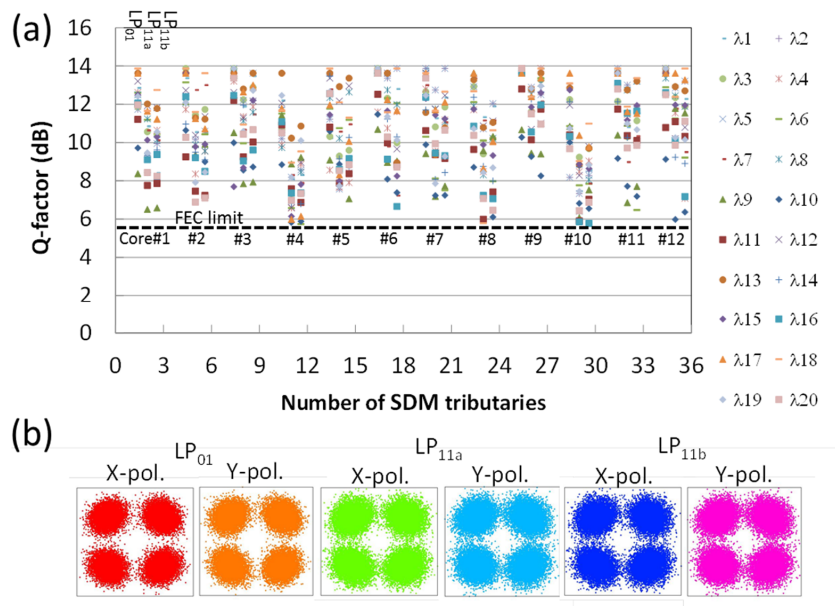 (a)
LP01
LP11a
LP11b
16
14
12
10
8
6
4
2
0
Q-factor (dB)
FEC limit
Core#1 #2 #3 #4 #5 #6 #7 #8 #9 #10 #11 #12
0 3 6 9 12 15 18 21 24 27 30 33 36
Number of SDM tributaries
λ1 λ2
λ3 λ4
λ5 λ6
λ7 λ8
λ9 λ10
λ11 λ12
λ13 λ14
λ15 λ16
λ17 λ18
λ19 λ20
(b)
LP01 LP11a LP11b
X-pol. Y-pol. X-pol. Y-pol. X-pol. Y-pol.